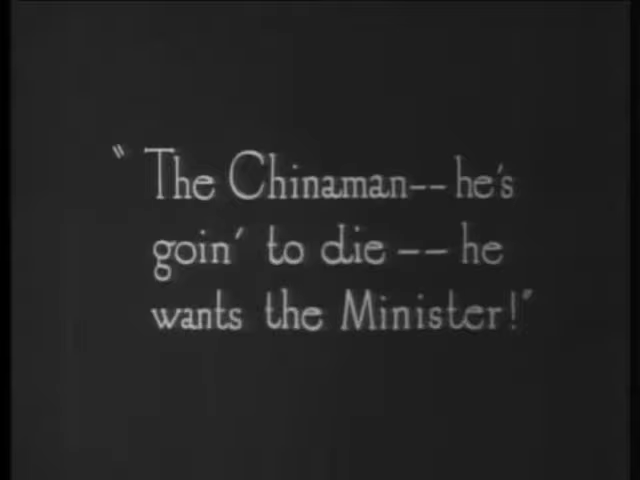 "The Chinaman--he's
goin' to die -- he
wants the Minister!"